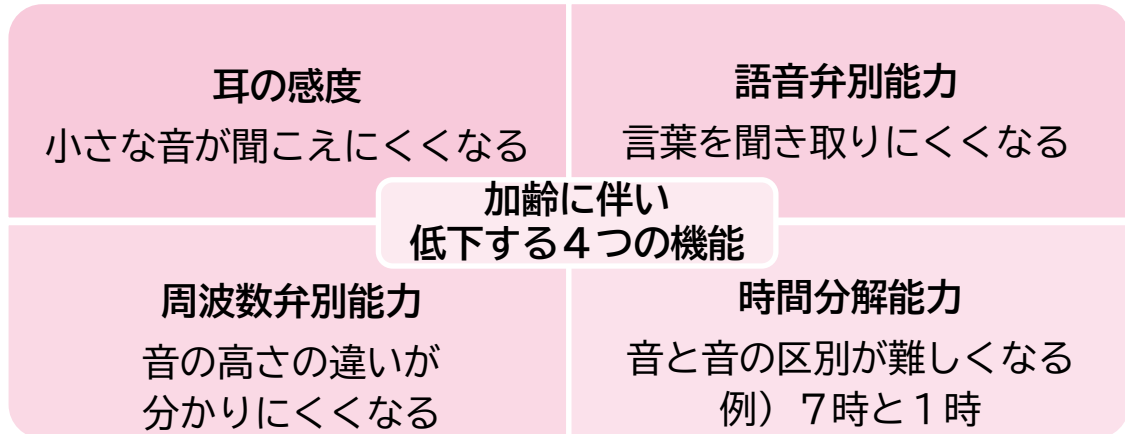 耳の感度
小さな音が聞こえにくくなる
語音弁別能力
言葉を聞き取りにくくなる
加齢に伴い
低下する４つの機能
周波数弁別能力
音の高さの違いが
分かりにくくなる
時間分解能力
音と音の区別が難しくなる
例）７時と１時